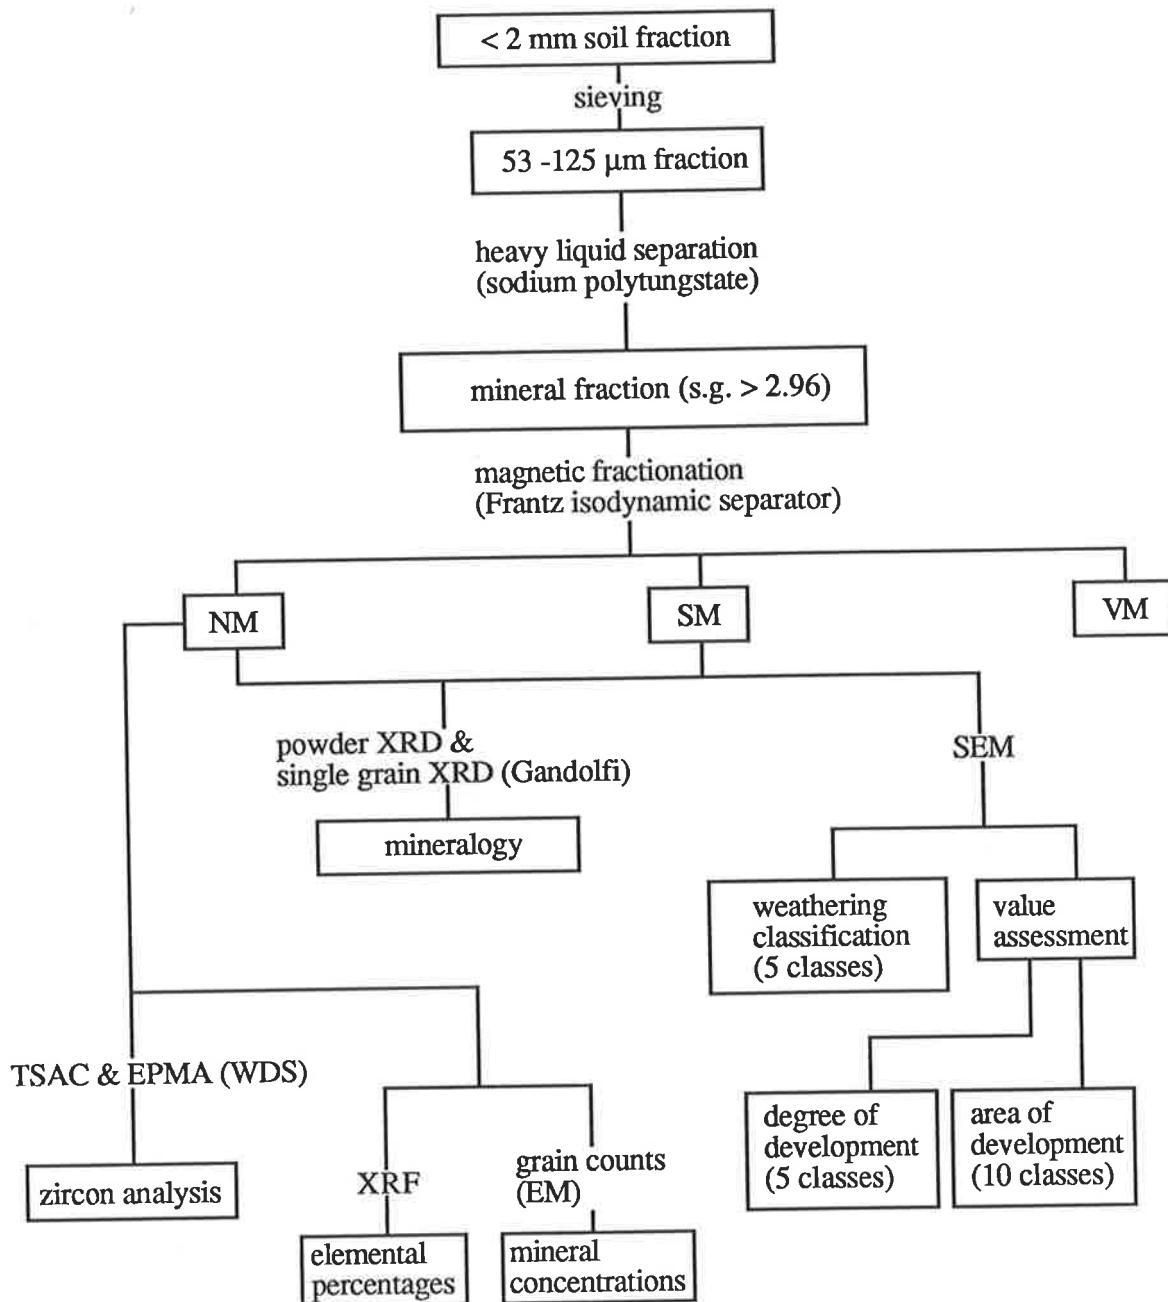 < 2 mm soil fraction
sieving
53 -125 µm fraction
heavy liquid separation
(sodium polytungstate)
mineral fraction (s.g. > 2.96)
magnetic fractionation
(Frantz isodynamic separator)
NM
SM
VM
powder XRD &
single grain XRD (Gandolfi)
mineralogy
SEM
weathering
classification
(5 classes)
value
assessment
TSAC & EPMA (WDS)
zircon analysis
XRF
elemental
percentages
grain counts
(EM)
mineral
concentrations
degree of
development
(5 classes)
area of
development
(10 classes)